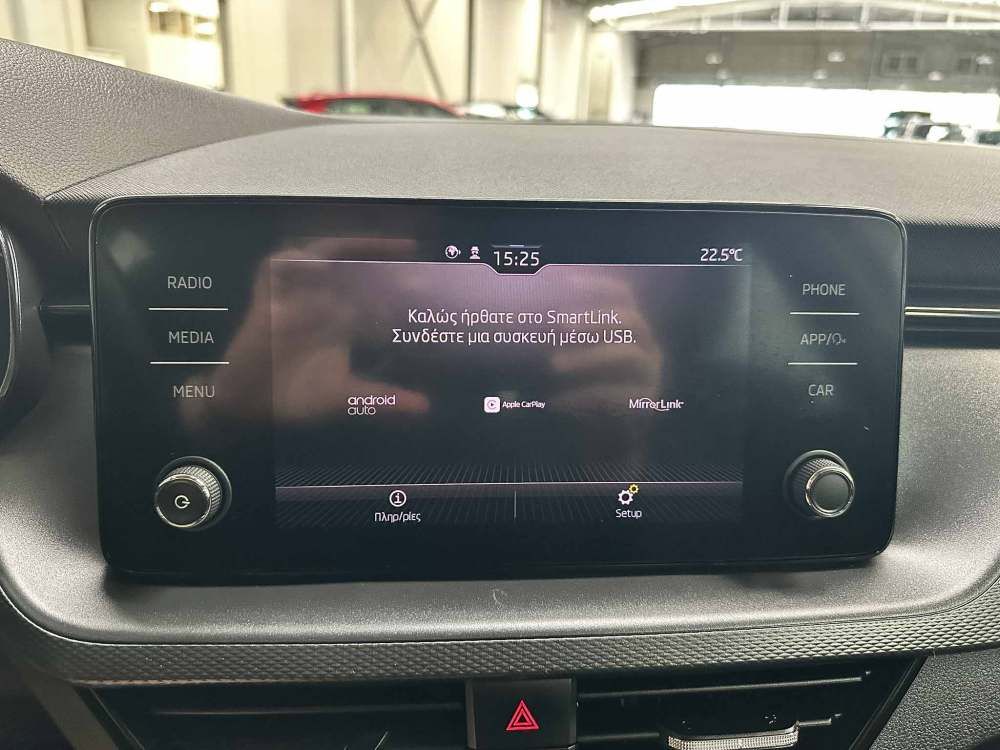 15:25
22.5°C
RADIO
MEDIA
MENU
Καλώς ήρθατε στο SmartLink.
Συνδέστε μια συσκευή μέσω USB.
android auto
Apple CarPlay
MirrorLink™
Πληρ/ρίες
Setup
PHONE
APP/
CAR